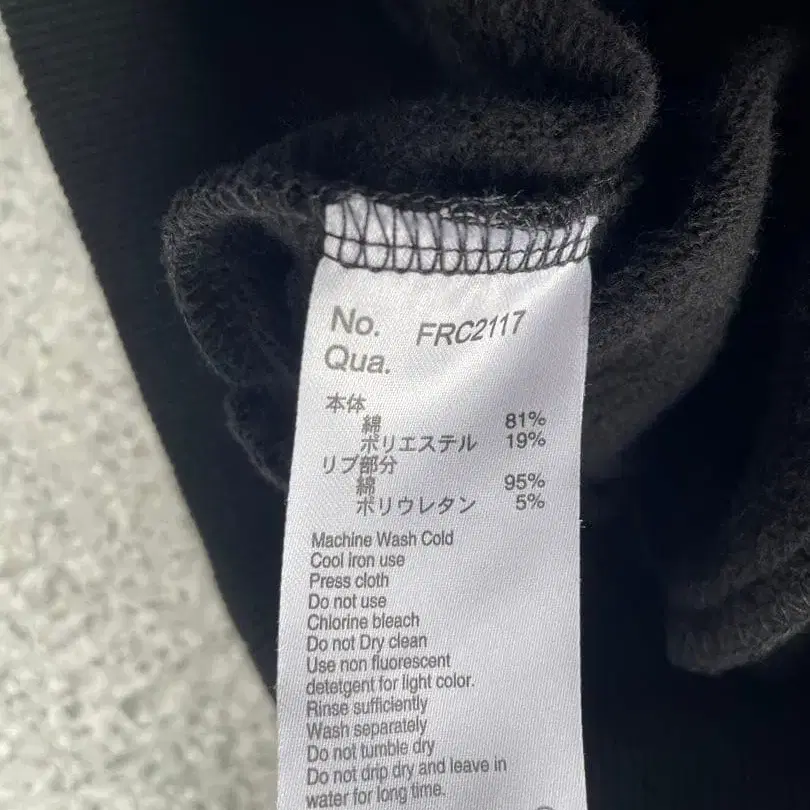 No. FRC2117
Qua.
本体
綿 81%
ポリエステル 19%
リブ部分
綿 95%
ポリウレタン 5%
Machine Wash Cold
Cool iron use
Press cloth
Do not use
Chlorine bleach
Do not Dry clean
Use non fluorescent
detetgent for light color.
Rinse sufficiently
Wash separately
Do not tumble dry
Do not drip dry and leave in
water for long time.